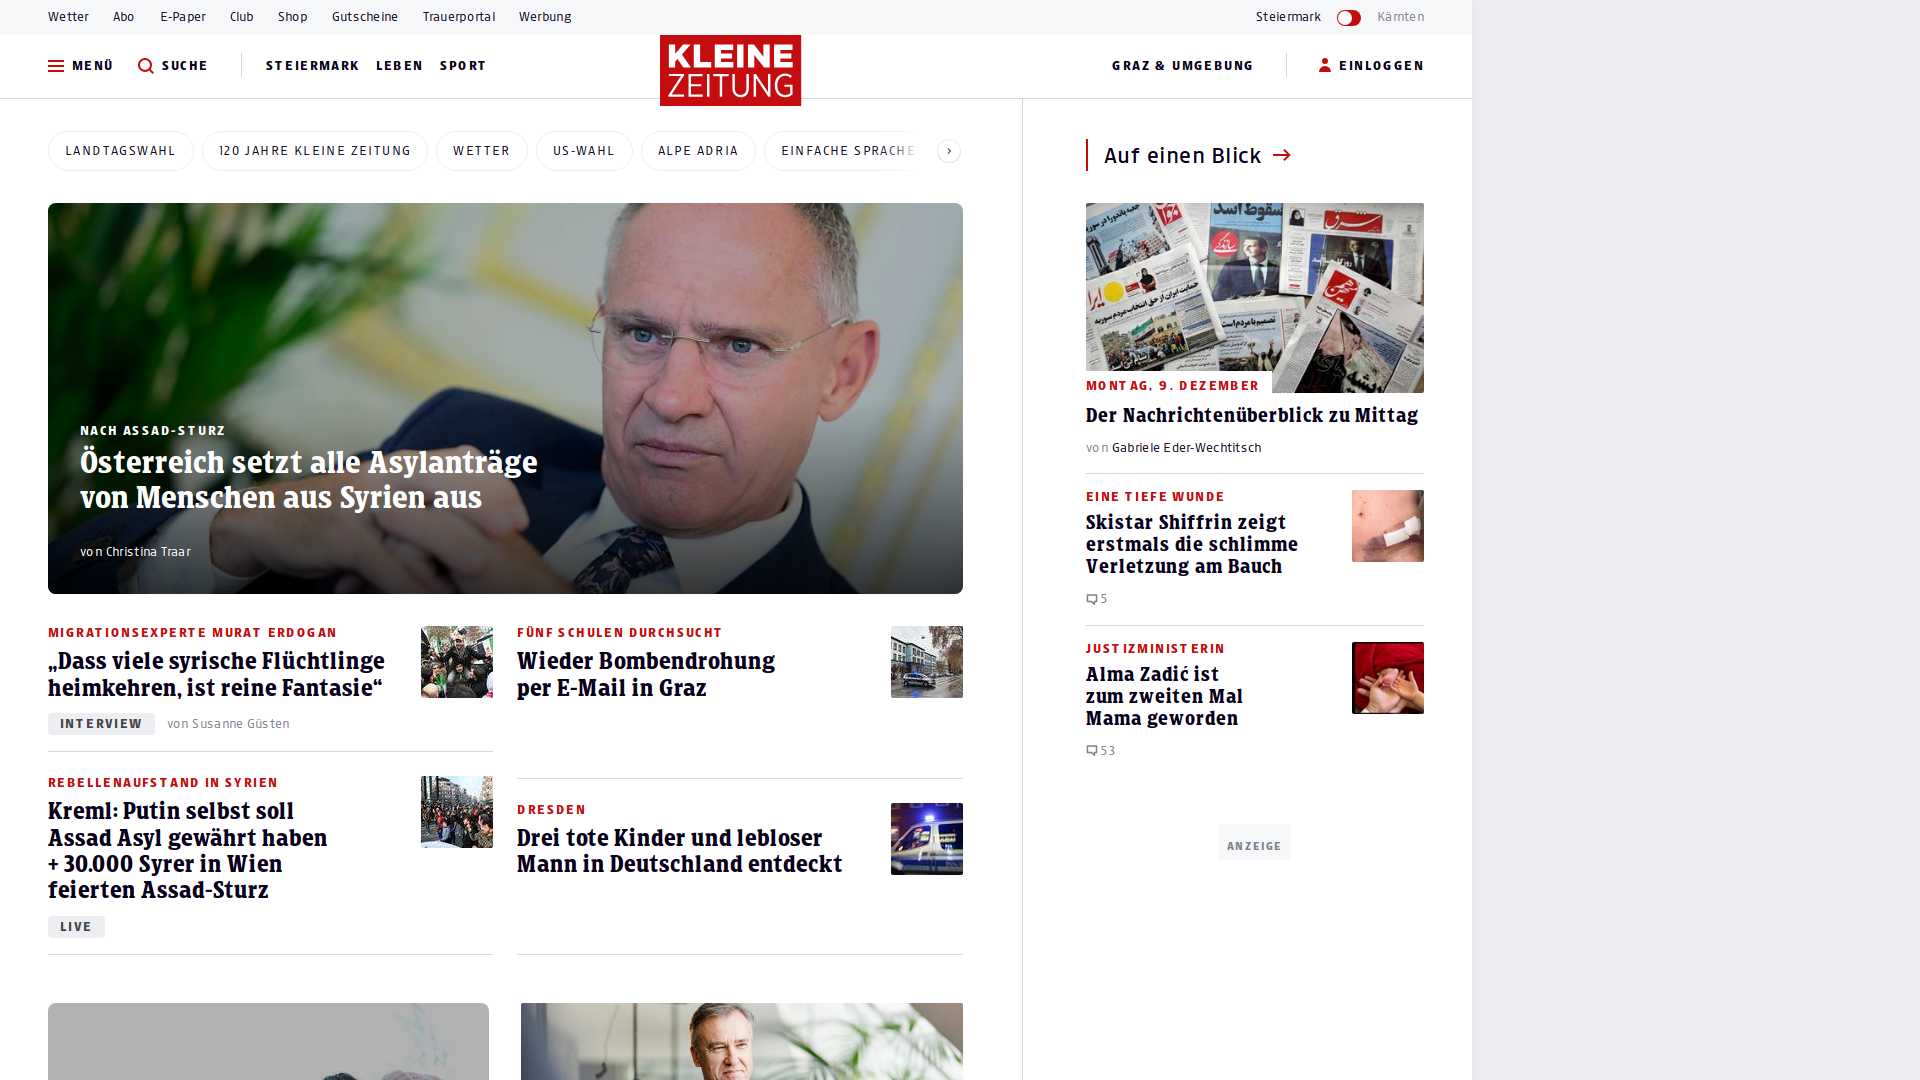 Wetter Abo E-Paper Club Shop Gutscheine Trauerportal Werbung Steiermark Kärnten
MENÜ SUCHE STEIERMARK LEBEN SPORT KLEINE ZEITUNG GRAZ & UMGEBUNG EINLOGGEN
LANDTAGSWAHL 120 JAHRE KLEINE ZEITUNG WETTER US-WAHL ALPE ADRIA EINFACHE SPRACHE
NACH ASSAD-STURZ
Österreich setzt alle Asylanträge
von Menschen aus Syrien aus
von Christina Traar
MIGRATIONSEXPERTE MURAT ERDOGAN
„Dass viele syrische Flüchtlinge
heimkehren, ist reine Fantasie“
INTERVIEW von Susanne Güsten
FÜNF SCHULEN DURCHSUCHT
Wieder Bombendrohung
per E-Mail in Graz
REBELLENAUFSTAND IN SYRIEN
Kreml: Putin selbst soll
Assad Asyl gewährt haben
+ 30.000 Syrer in Wien
feierten Assad-Sturz
LIVE
DRESDEN
Drei tote Kinder und lebloser
Mann in Deutschland entdeckt
Auf einen Blick
MONTAG, 9. DEZEMBER
Der Nachrichtenüberblick zu Mittag
von Gabriele Eder-Wechtitsch
EINE TIEFE WUNDE
Skistar Shiffrin zeigt
erstmals die schlimme
Verletzung am Bauch
5
JUSTIZMINISTERIN
Alma Zadić ist
zum zweiten Mal
Mama geworden
53
ANZEIGE